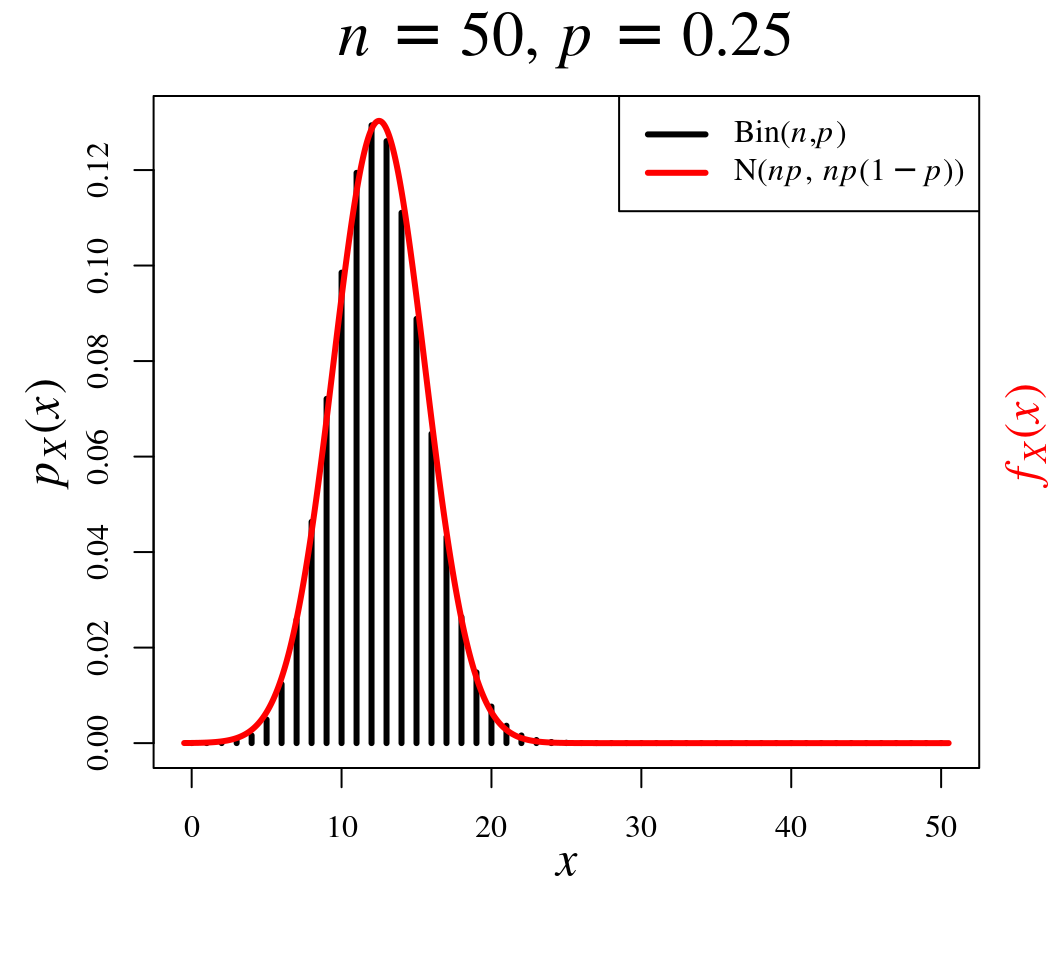 n = 50, p = 0.25
Bin(n,p)
N(np, np(1 − p))
p_X(x)
0.12
0.10
0.08
0.06
0.04
0.02
0.00
f_X(x)
0 10 20 30 40 50
x